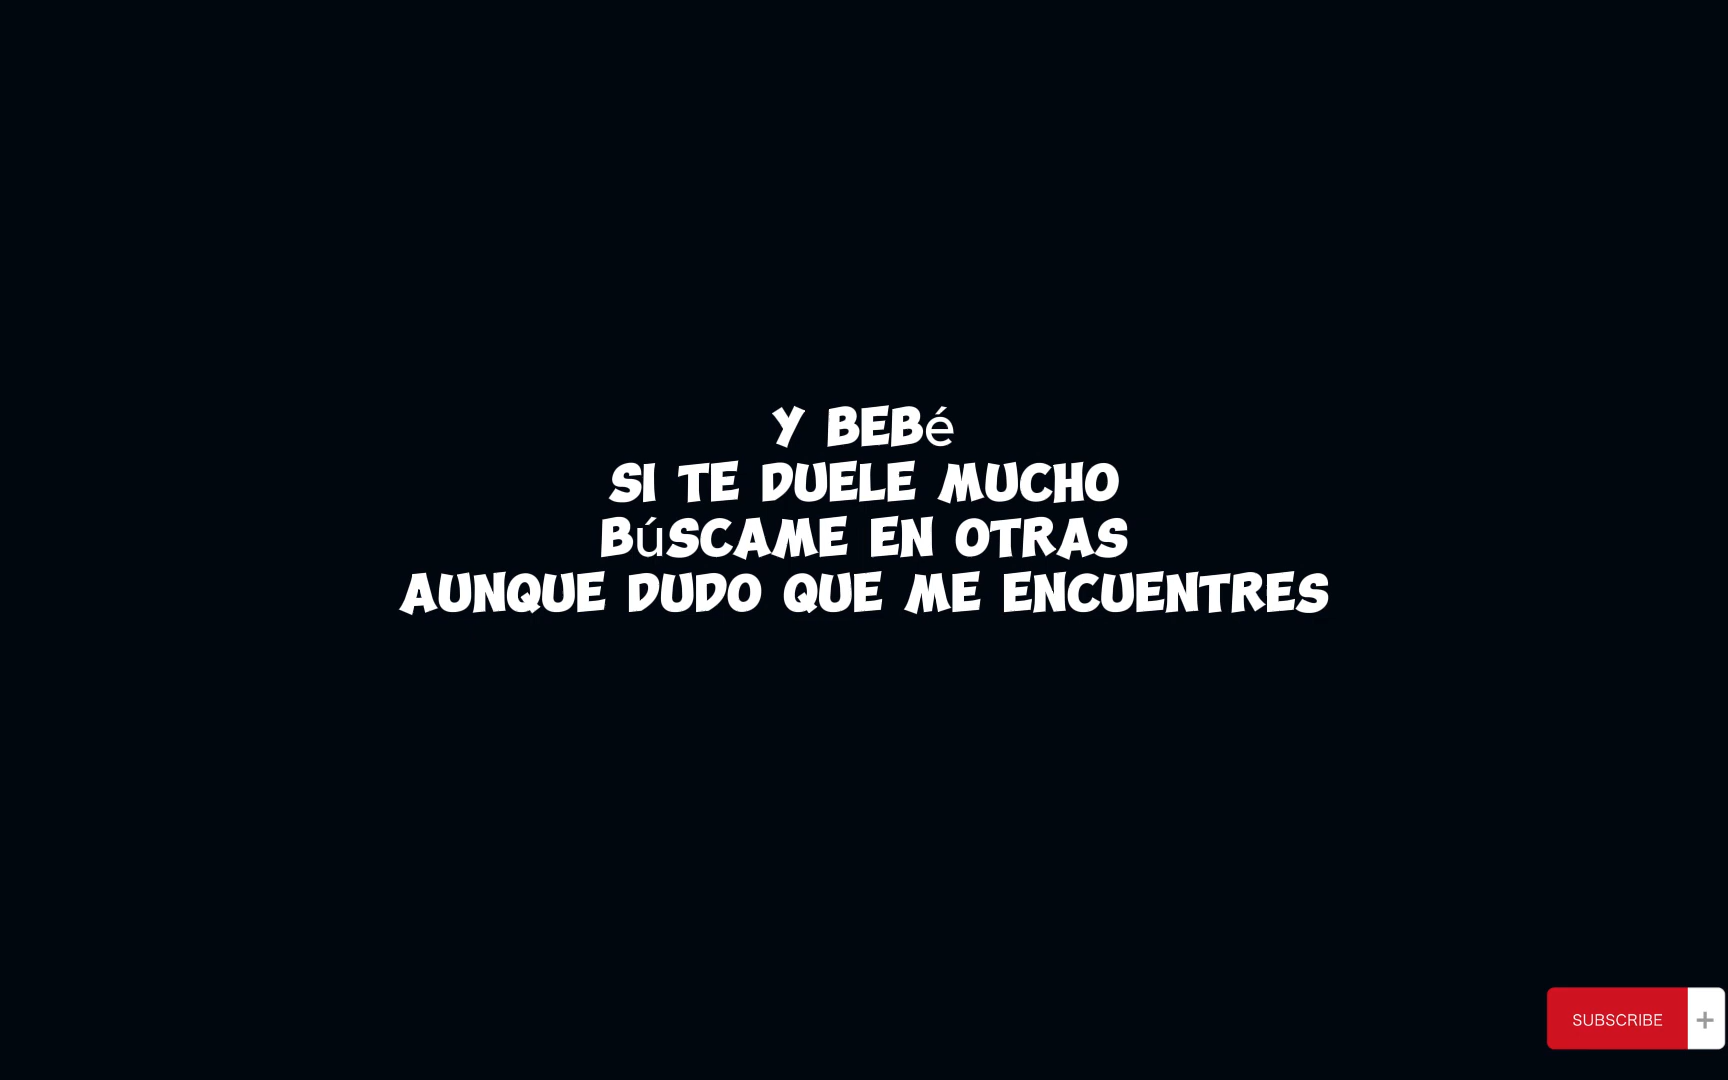 Y BEBé
SI TE DUELE MUCHO
BúSCAME EN OTRAS
AUNQUE DUDO QUE ME ENCUENTRES
SUBSCRIBE +